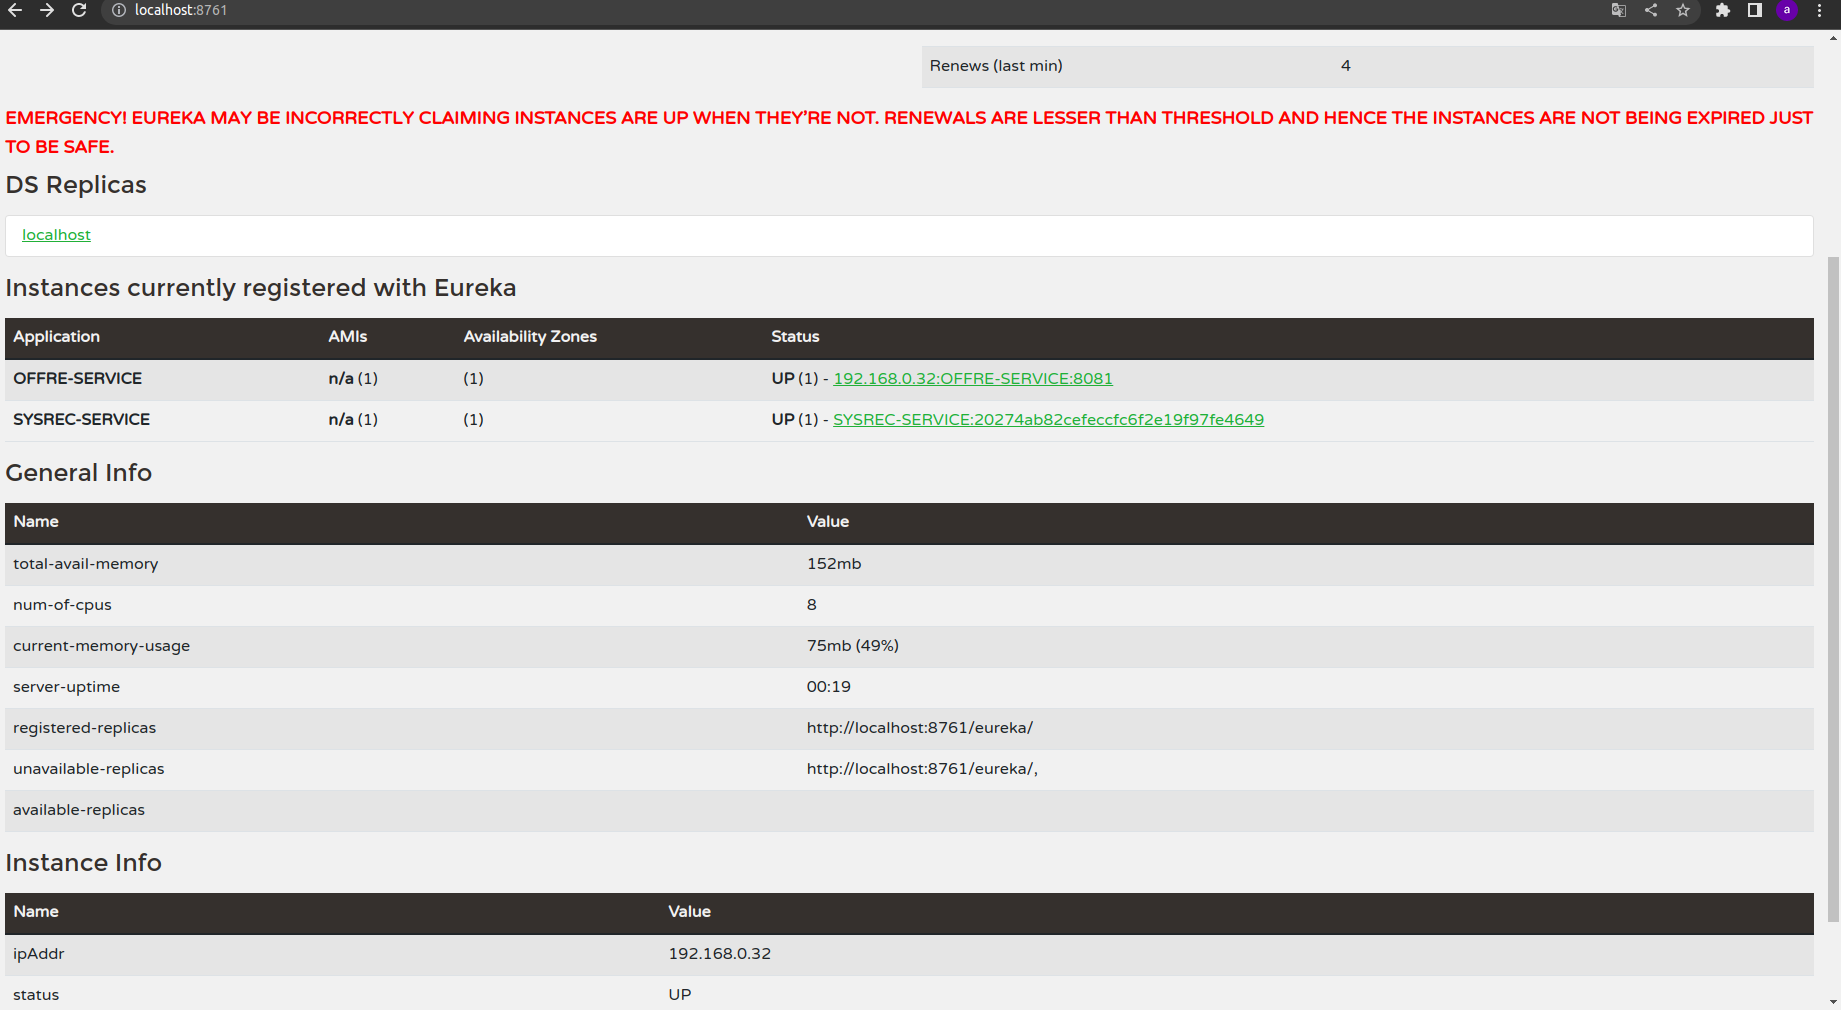 localhost:8761
a
Renews (last min) 4
EMERGENCY! EUREKA MAY BE INCORRECTLY CLAIMING INSTANCES ARE UP WHEN THEY'RE NOT. RENEWALS ARE LESSER THAN THRESHOLD AND HENCE THE INSTANCES ARE NOT BEING EXPIRED JUST
TO BE SAFE.
DS Replicas
localhost
Instances currently registered with Eureka
Application AMIs Availability Zones Status
OFFRE-SERVICE n/a (1) (1) UP (1) - 192.168.0.32:OFFRE-SERVICE:8081
SYSREC-SERVICE n/a (1) (1) UP (1) - SYSREC-SERVICE:20274ab82cefeccfc6f2e19f97fe4649
General Info
Name Value
total-avail-memory 152mb
num-of-cpus 8
current-memory-usage 75mb (49%)
server-uptime 00:19
registered-replicas http://localhost:8761/eureka/
unavailable-replicas http://localhost:8761/eureka/,
available-replicas
Instance Info
Name Value
ipAddr 192.168.0.32
status UP